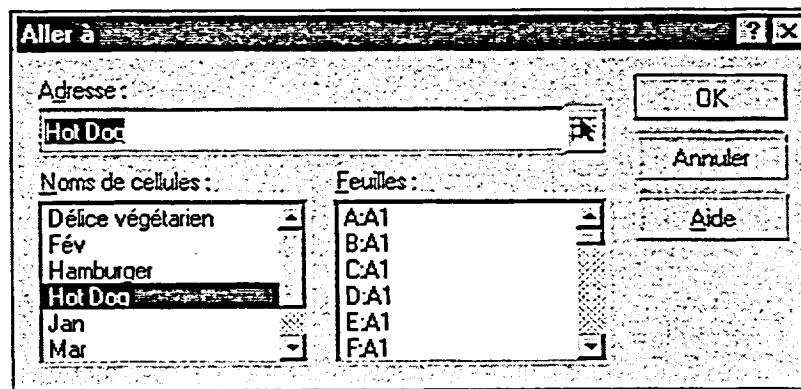 Aller à
Adresse :
Hot Dog
OK
Annuler
Aide
Noms de cellules :
Délice végétarien
Fév
Hamburger
Hot Dog
Jan
Mar
Feuilles :
A:A1
B:A1
C:A1
D:A1
E:A1
F:A1